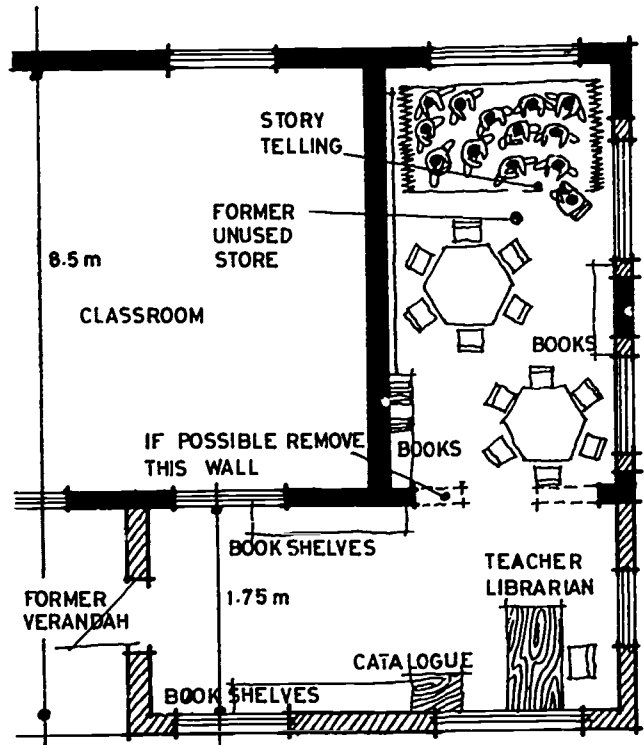 STORY
TELLING
FORMER
UNUSED
STORE
8.5 m
CLASSROOM
BOOKS
IF POSSIBLE REMOVE
THIS WALL
BOOKS
BOOK SHELVES
TEACHER
LIBRARIAN
FORMER
VERANDAH
1.75 m
CATALOGUE
BOOK SHELVES